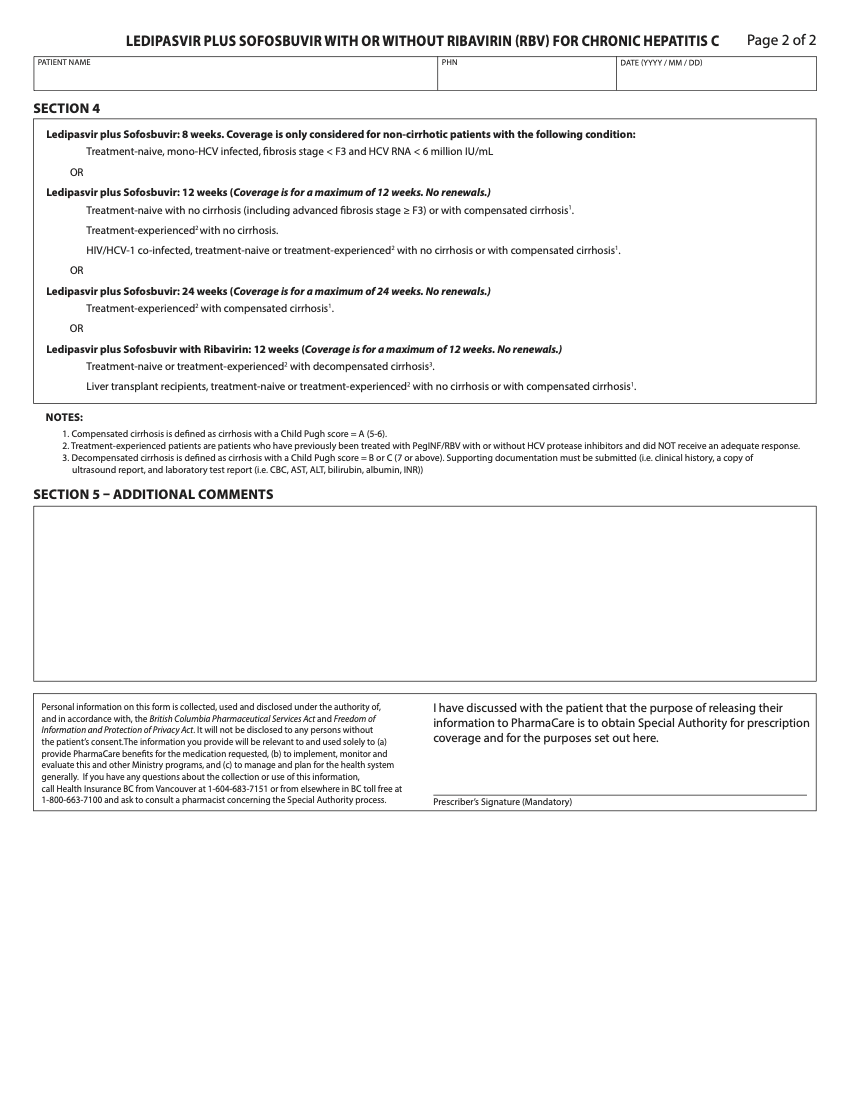 LEDIPASVIR PLUS SOFOSBUVIR WITH OR WITHOUT RIBAVIRIN (RBV) FOR CHRONIC HEPATITIS C Page 2 of 2
PATIENT NAME PHN DATE (YYYY / MM / DD)
SECTION 4
Ledipasvir plus Sofosbuvir: 8 weeks. Coverage is only considered for non-cirrhotic patients with the following condition:
Treatment-naive, mono-HCV infected, fibrosis stage < F3 and HCV RNA < 6 million IU/mL
OR
Ledipasvir plus Sofosbuvir: 12 weeks (Coverage is for a maximum of 12 weeks. No renewals.)
Treatment-naive with no cirrhosis (including advanced fibrosis stage ≥ F3) or with compensated cirrhosis¹.
Treatment-experienced² with no cirrhosis.
HIV/HCV-1 co-infected, treatment-naive or treatment-experienced² with no cirrhosis or with compensated cirrhosis¹.
OR
Ledipasvir plus Sofosbuvir: 24 weeks (Coverage is for a maximum of 24 weeks. No renewals.)
Treatment-experienced² with compensated cirrhosis¹.
OR
Ledipasvir plus Sofosbuvir with Ribavirin: 12 weeks (Coverage is for a maximum of 12 weeks. No renewals.)
Treatment-naive or treatment-experienced² with decompensated cirrhosis³.
Liver transplant recipients, treatment-naive or treatment-experienced² with no cirrhosis or with compensated cirrhosis¹.
NOTES:
1. Compensated cirrhosis is defined as cirrhosis with a Child Pugh score = A (5-6).
2. Treatment-experienced patients are patients who have previously been treated with PegINF/RBV with or without HCV protease inhibitors and did NOT receive an adequate response.
3. Decompensated cirrhosis is defined as cirrhosis with a Child Pugh score = B or C (7 or above). Supporting documentation must be submitted (i.e. clinical history, a copy of
ultrasound report, and laboratory test report (i.e. CBC, AST, ALT, bilirubin, albumin, INR))
SECTION 5 – ADDITIONAL COMMENTS
Personal information on this form is collected, used and disclosed under the authority of,
and in accordance with, the British Columbia Pharmaceutical Services Act and Freedom of
Information and Protection of Privacy Act. It will not be disclosed to any persons without
the patient's consent.The information you provide will be relevant to and used solely to (a)
provide PharmaCare benefits for the medication requested, (b) to implement, monitor and
evaluate this and other Ministry programs, and (c) to manage and plan for the health system
generally. If you have any questions about the collection or use of this information,
call Health Insurance BC from Vancouver at 1-604-683-7151 or from elsewhere in BC toll free at
1-800-663-7100 and ask to consult a pharmacist concerning the Special Authority process.
I have discussed with the patient that the purpose of releasing their
information to PharmaCare is to obtain Special Authority for prescription
coverage and for the purposes set out here.
Prescriber's Signature (Mandatory)